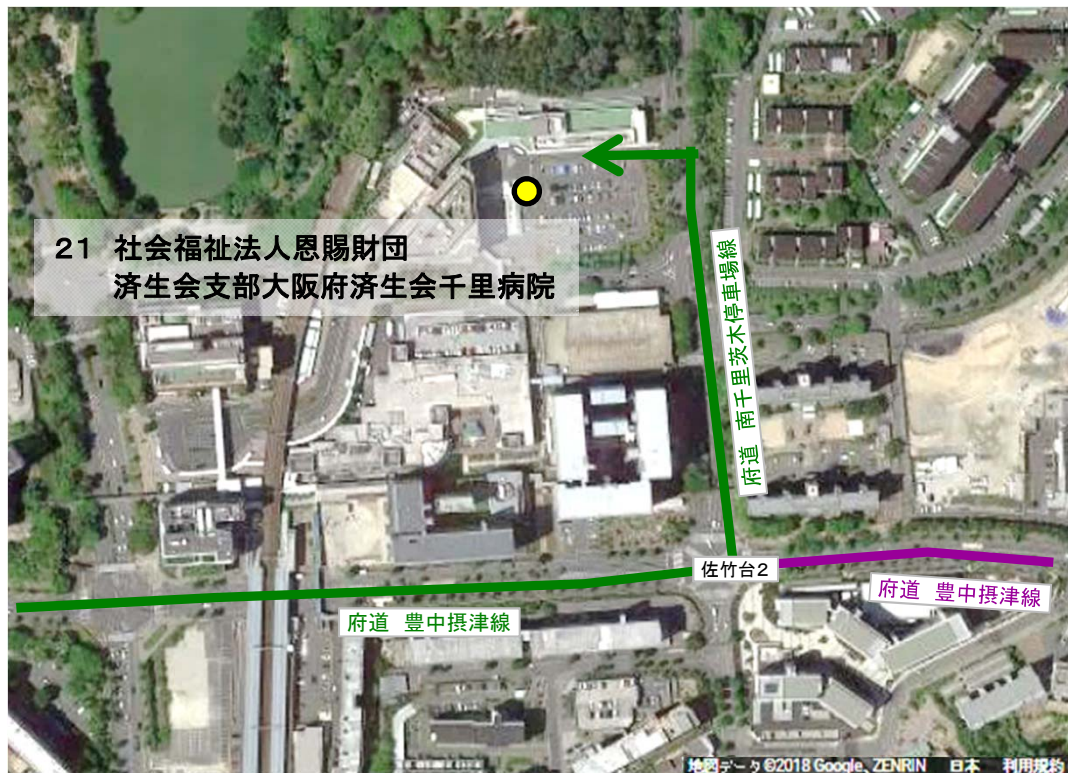 21 社会福祉法人恩賜財団
済生会支部大阪府済生会千里病院
府道 南千里茨木停車場線
佐竹台2
府道 豊中摂津線
府道 豊中摂津線
地図データ©2018 Google、ZENRIN 日本 利用規約